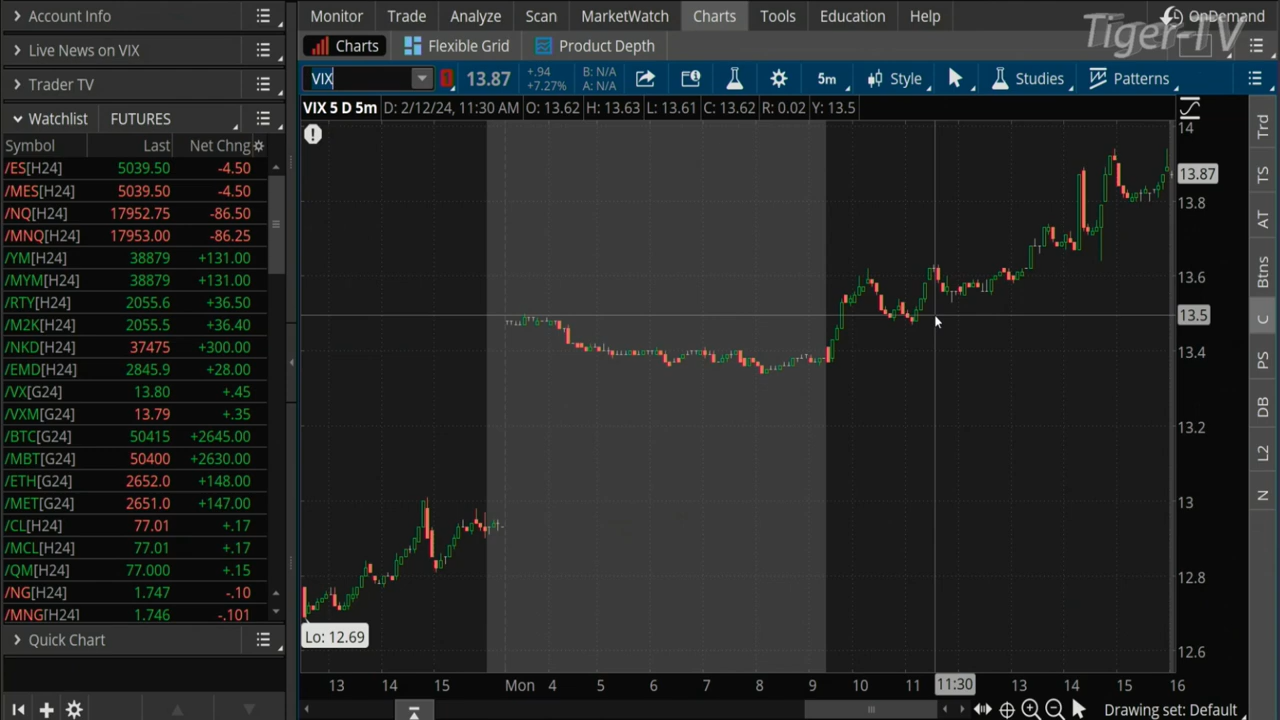 Account Info
Live News on VIX
Trader TV
Watchlist FUTURES
Symbol Last Net Chng
/ES[H24] 5039.50 -4.50
/MES[H24] 5039.50 -4.50
/NQ[H24] 17952.75 -86.50
/MNQ[H24] 17953.00 -86.25
/YM[H24] 38879 +131.00
/MYM[H24] 38879 +131.00
/RTY[H24] 2055.6 +36.50
/M2K[H24] 2055.5 +36.40
/NKD[H24] 37475 +300.00
/EMD[H24] 2845.9 +28.00
/VX[G24] 13.80 +.45
/VXM[G24] 13.79 +.35
/BTC[G24] 50415 +2645.00
/MBT[G24] 50400 +2630.00
/ETH[G24] 2652.0 +148.00
/MET[G24] 2651.0 +147.00
/CL[H24] 77.01 +.17
/MCL[H24] 77.01 +.17
/QM[H24] 77.000 +.15
/NG[H24] 1.747 -.10
/MNG[H24] 1.746 -.101
Quick Chart
Monitor Trade Analyze Scan MarketWatch Charts Tools Education Help
OnDemand
Tiger-TV
Charts Flexible Grid Product Depth
VIX 1 13.87 +.94 B: N/A 5m Style Studies Patterns
+7.27% A: N/A
VIX 5 D 5m D: 2/12/24, 11:30 AM O: 13.62 H: 13.63 L: 13.61 C: 13.62 R: 0.02 Y: 13.5
14
13.87
13.8
13.6
13.5
13.4
13.2
13
12.8
12.6
Lo: 12.69
13 14 15 Mon 4 5 6 7 8 9 10 11 11:30 13 14 15 16
Drawing set: Default
Trd
TS
AT
Btns
C
PS
DB
L2
N